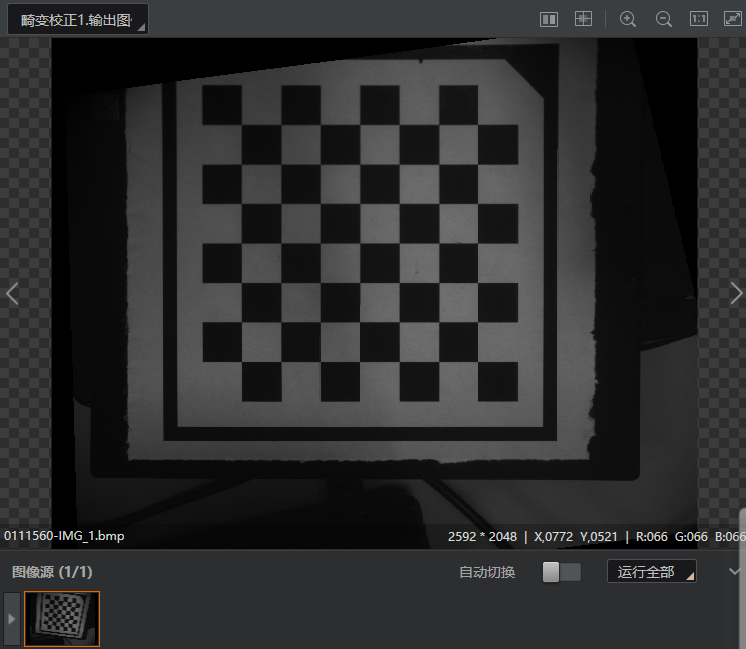 畸变校正1.输出图
1:1
0111560-IMG_1.bmp
2592 * 2048 | X,0772 Y,0521 | R:066 G:066 B:066
图像源 (1/1)
自动切换
运行全部